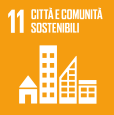 11 CITTÀ E COMUNITÀ
SOSTENIBILI